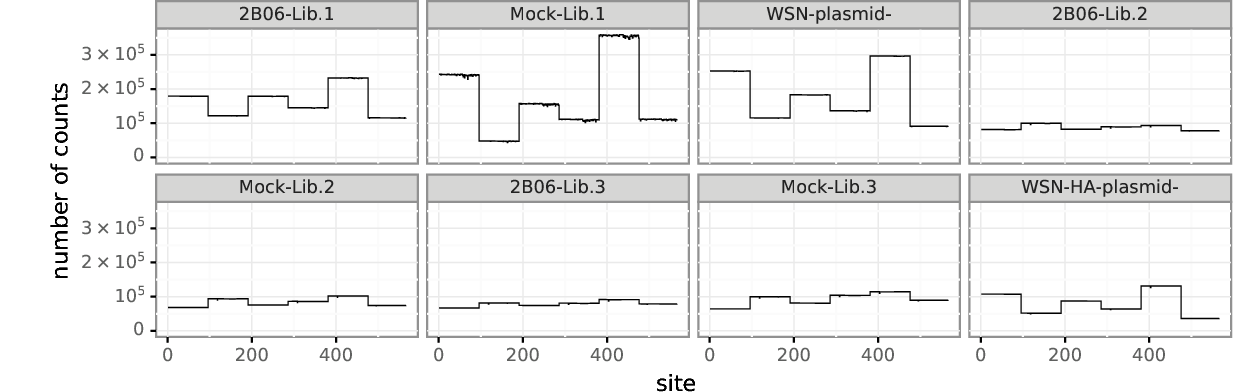 2B06-Lib.1 Mock-Lib.1 WSN-plasmid- 2B06-Lib.2
3 × 10⁵
2 × 10⁵
10⁵
0
number of counts
Mock-Lib.2 2B06-Lib.3 Mock-Lib.3 WSN-HA-plasmid-
3 × 10⁵
2 × 10⁵
10⁵
0
0 200 400 0 200 400 0 200 400 0 200 400
site